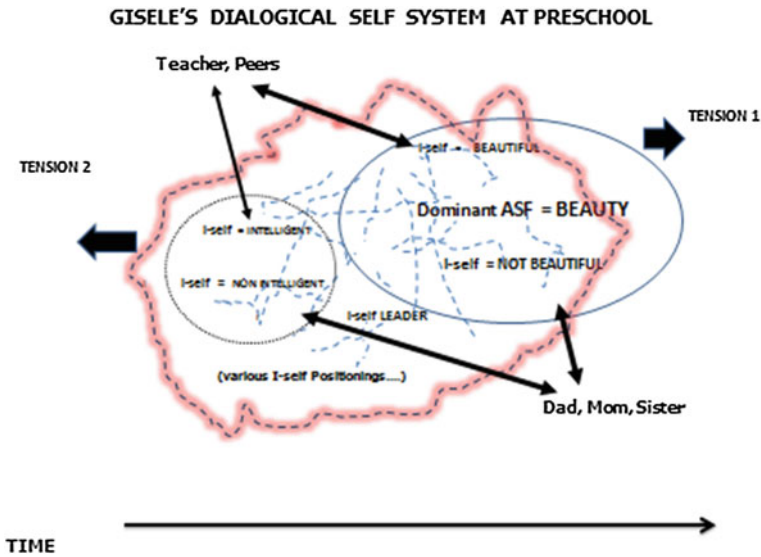 GISELE'S DIALOGICAL SELF SYSTEM AT PRESCHOOL
Teacher, Peers
TENSION 1
I-self = BEAUTIFUL
TENSION 2
Dominant ASF = BEAUTY
I-self = INTELLIGENT
I-self = NOT BEAUTIFUL
I-self = NON INTELLIGENT
I-self LEADER
(various I-self Positionings....)
Dad, Mom, Sister
TIME